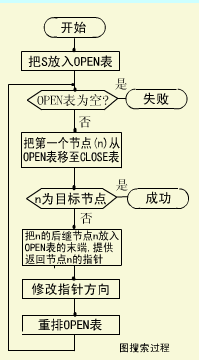 开始
把S放入OPEN表
是
OPEN表为空?
失败
否
把第一个节点(n)从
OPEN表移至CLOSE表
是
n为目标节点
成功
否
把n的后继节点n放入
OPEN表的末端,提供
返回节点n的指针
修改指针方向
重排OPEN表
图搜索过程